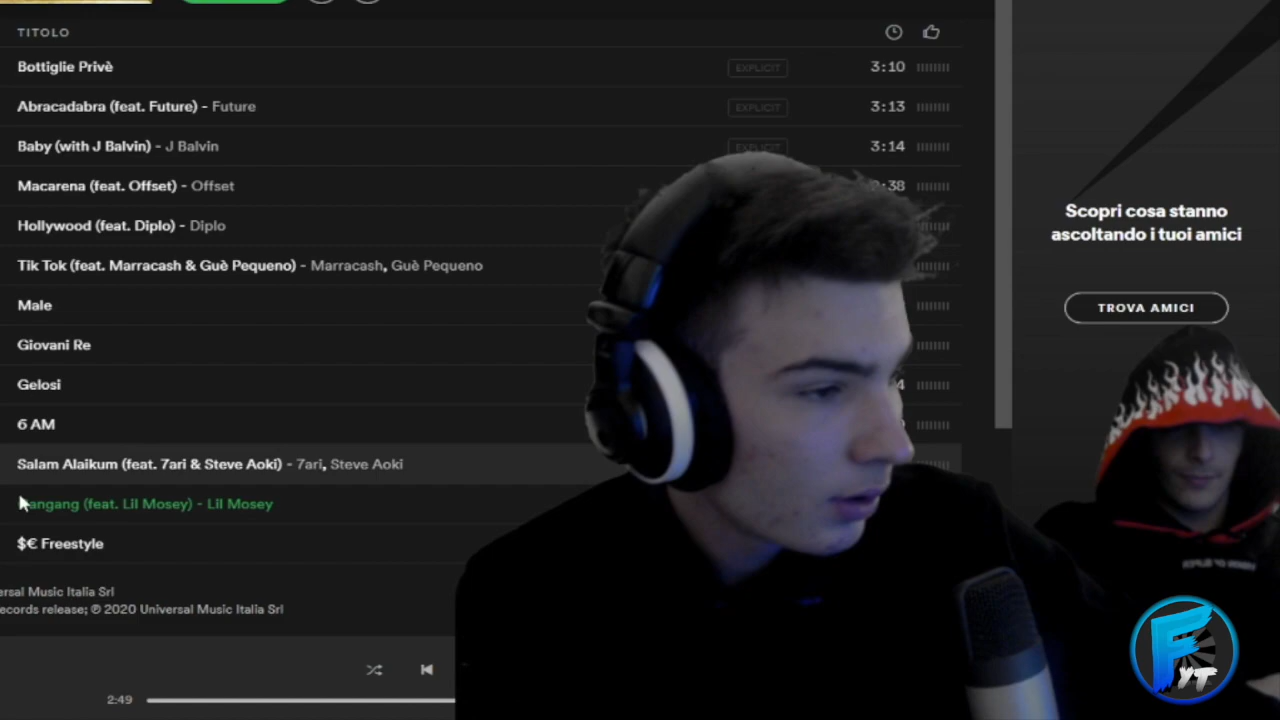 TITOLO
Bottiglie Privè EXPLICIT 3:10
Abracadabra (feat. Future) - Future EXPLICIT 3:13
Baby (with J Balvin) - J Balvin EXPLICIT 3:14
Macarena (feat. Offset) - Offset :38
Hollywood (feat. Diplo) - Diplo
Tik Tok (feat. Marracash & Guè Pequeno) - Marracash, Guè Pequeno
Male
Giovani Re
Gelosi 4
6 AM
Salam Alaikum (feat. 7ari & Steve Aoki) - 7ari, Steve Aoki
angang (feat. Lil Mosey) - Lil Mosey
$€ Freestyle
ersal Music Italia Srl
ecords release; ℗ 2020 Universal Music Italia Srl
2:49
Scopri cosa stanno
ascoltando i tuoi amici
TROVA AMICI
F
YT